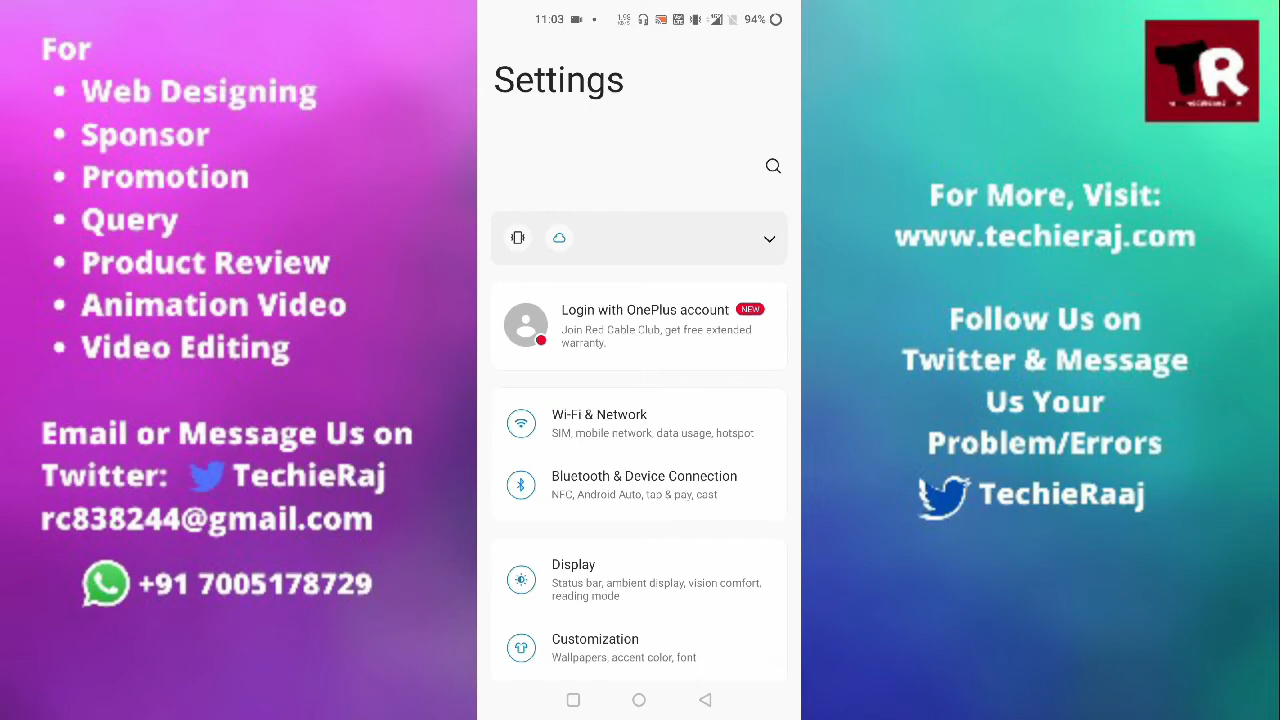 For
• Web Designing
• Sponsor
• Promotion
• Query
• Product Review
• Animation Video
• Video Editing
Email or Message Us on
Twitter: TechieRaj
rc838244@gmail.com
+91 7005178729
11:03
94%
Settings
Login with OnePlus account NEW
Join Red Cable Club, get free extended
warranty.
Wi-Fi & Network
SIM, mobile network, data usage, hotspot
Bluetooth & Device Connection
NFC, Android Auto, tap & pay, cast
Display
Status bar, ambient display, vision comfort,
reading mode
Customization
Wallpapers, accent color, font
TR
For More, Visit:
www.techieraj.com
Follow Us on
Twitter & Message
Us Your
Problem/Errors
TechieRaaj